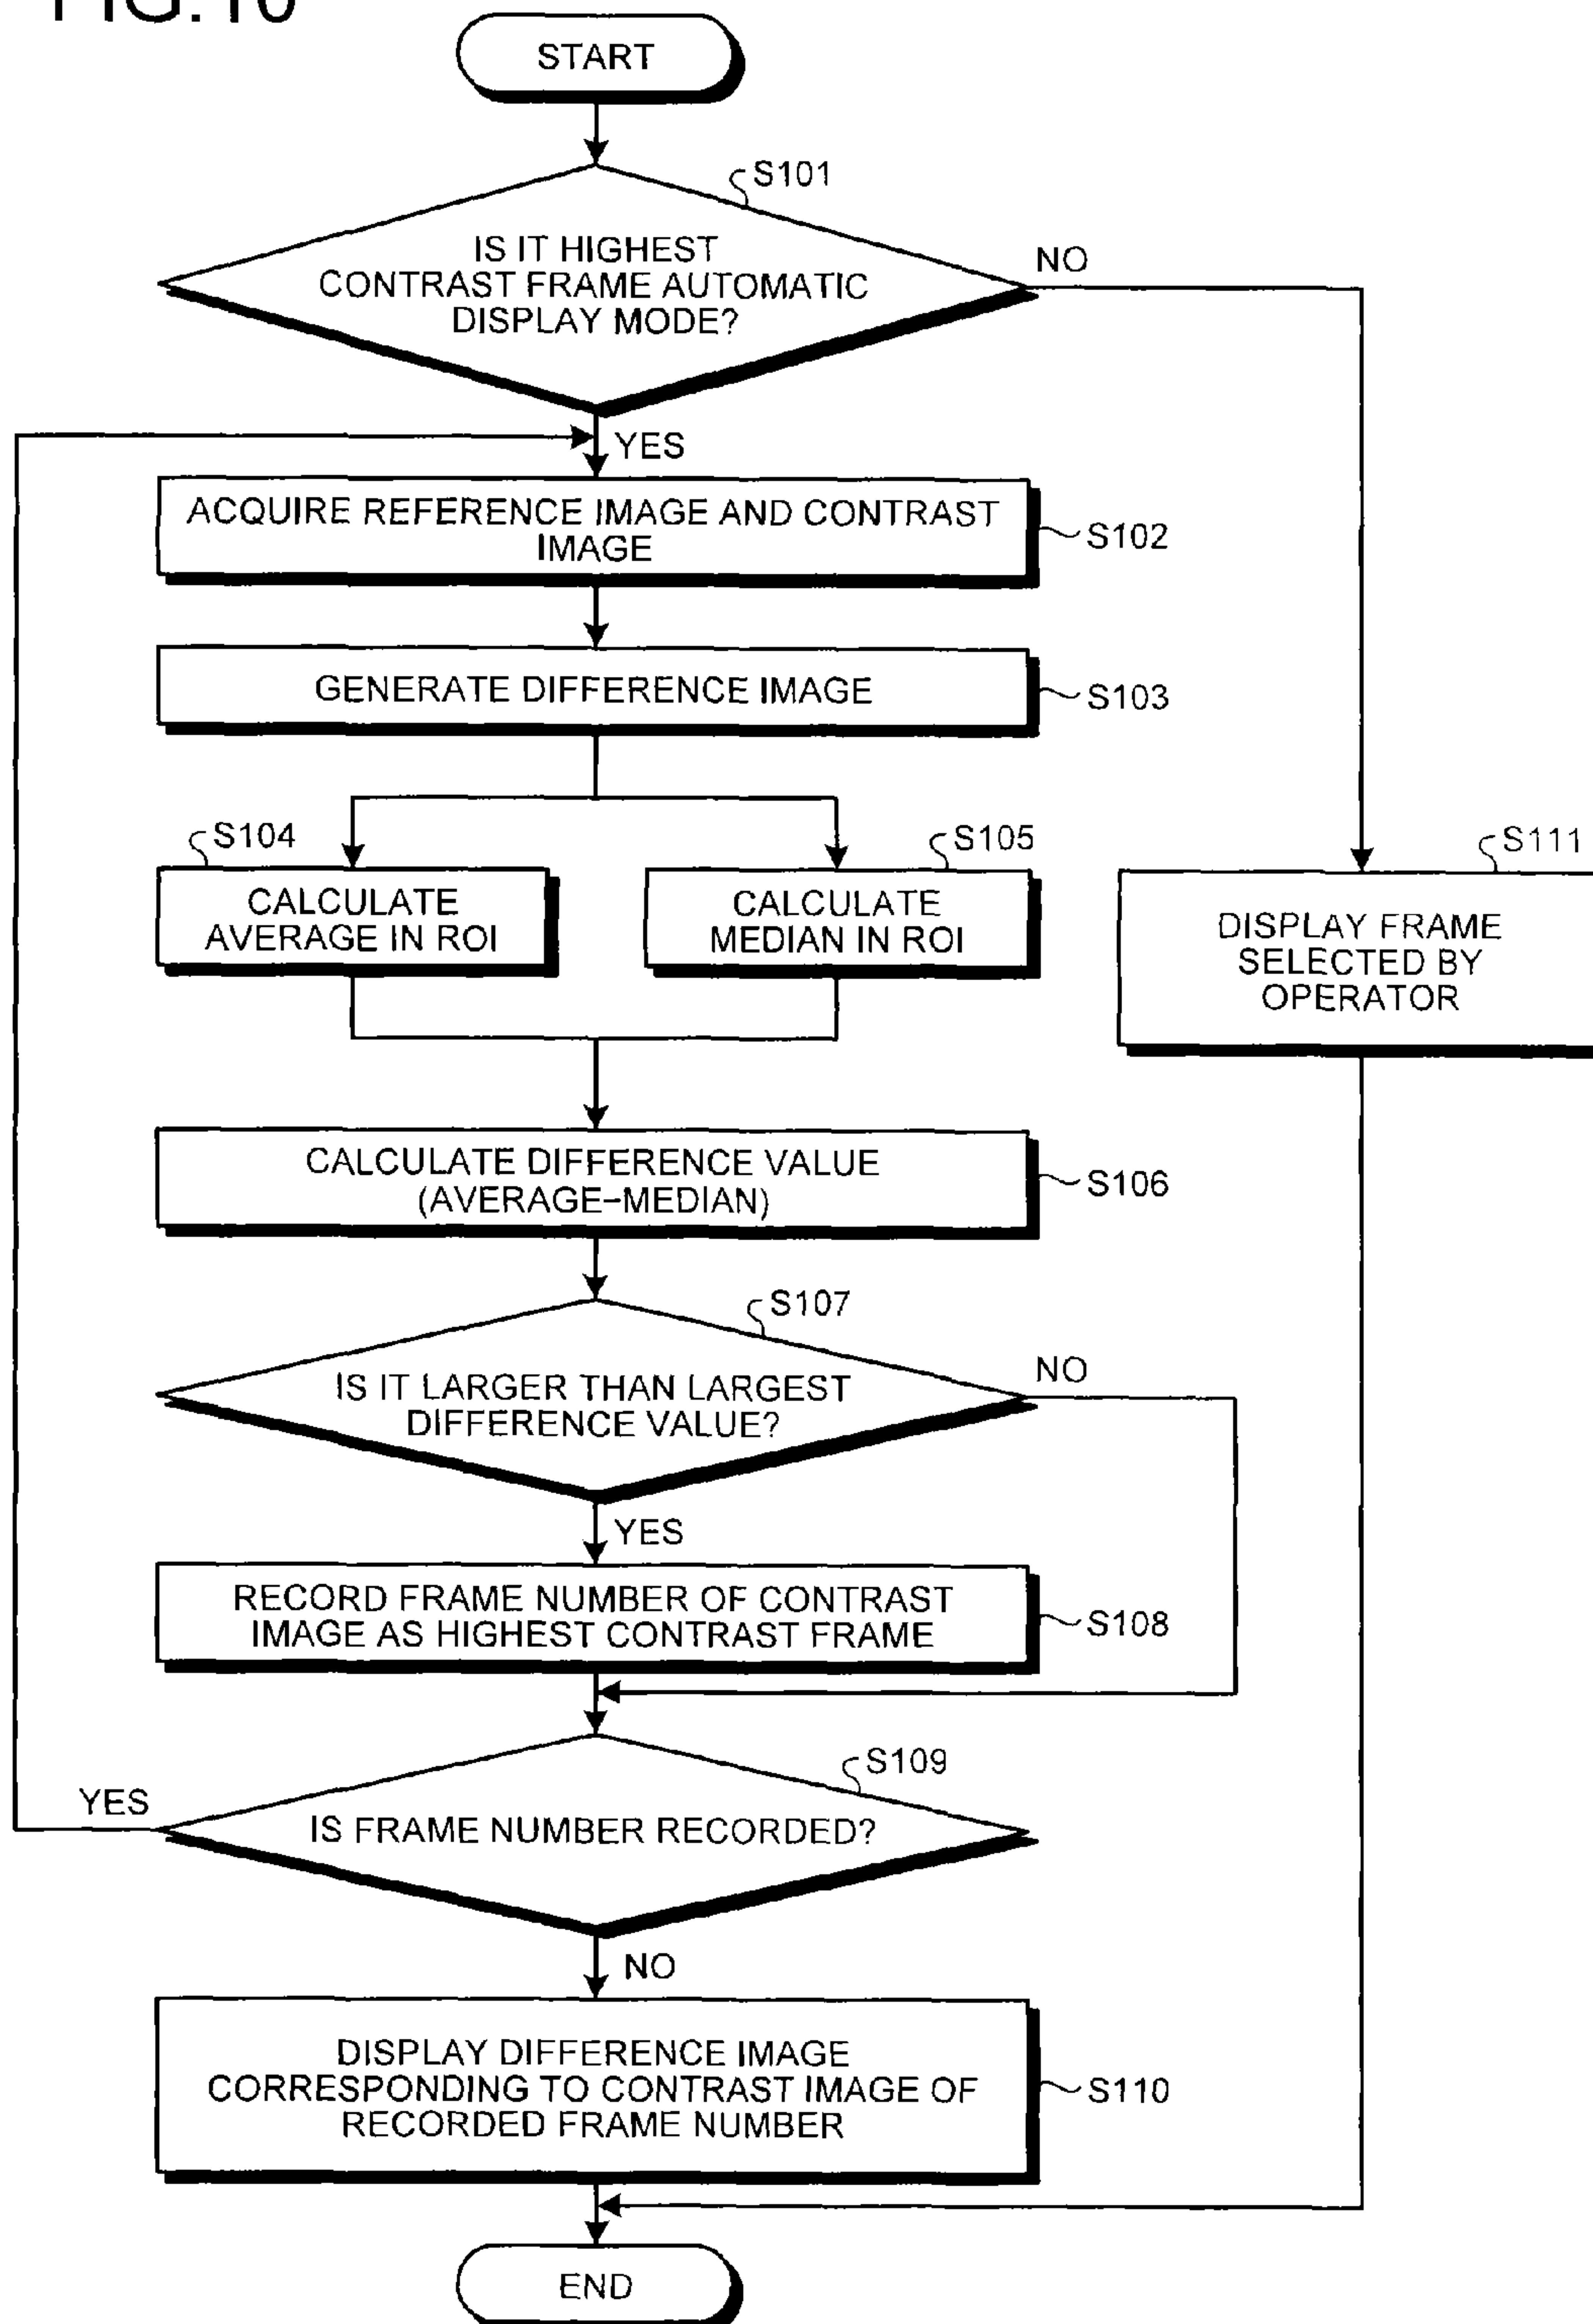 FIG.10
START
S101
IS IT HIGHEST
CONTRAST FRAME AUTOMATIC
DISPLAY MODE?
NO
YES
ACQUIRE REFERENCE IMAGE AND CONTRAST
IMAGE
S102
GENERATE DIFFERENCE IMAGE
S103
S104
CALCULATE
AVERAGE IN ROI
S105
CALCULATE
MEDIAN IN ROI
S111
DISPLAY FRAME
SELECTED BY
OPERATOR
CALCULATE DIFFERENCE VALUE
(AVERAGE–MEDIAN)
S106
S107
IS IT LARGER THAN LARGEST
DIFFERENCE VALUE?
NO
YES
RECORD FRAME NUMBER OF CONTRAST
IMAGE AS HIGHEST CONTRAST FRAME
S108
S109
YES
IS FRAME NUMBER RECORDED?
NO
DISPLAY DIFFERENCE IMAGE
CORRESPONDING TO CONTRAST IMAGE OF
RECORDED FRAME NUMBER
S110
END